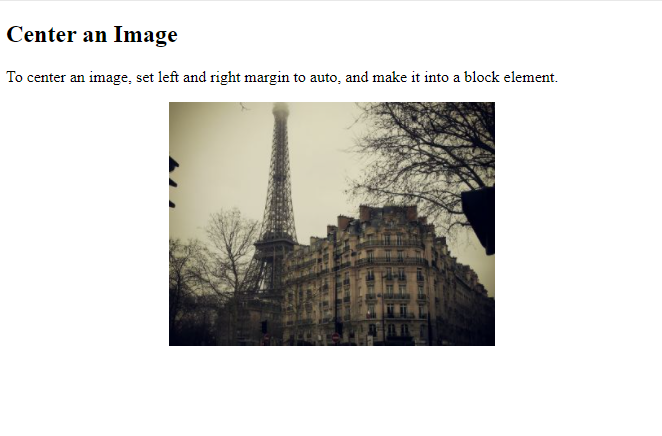 Center an Image
To center an image, set left and right margin to auto, and make it into a block element.